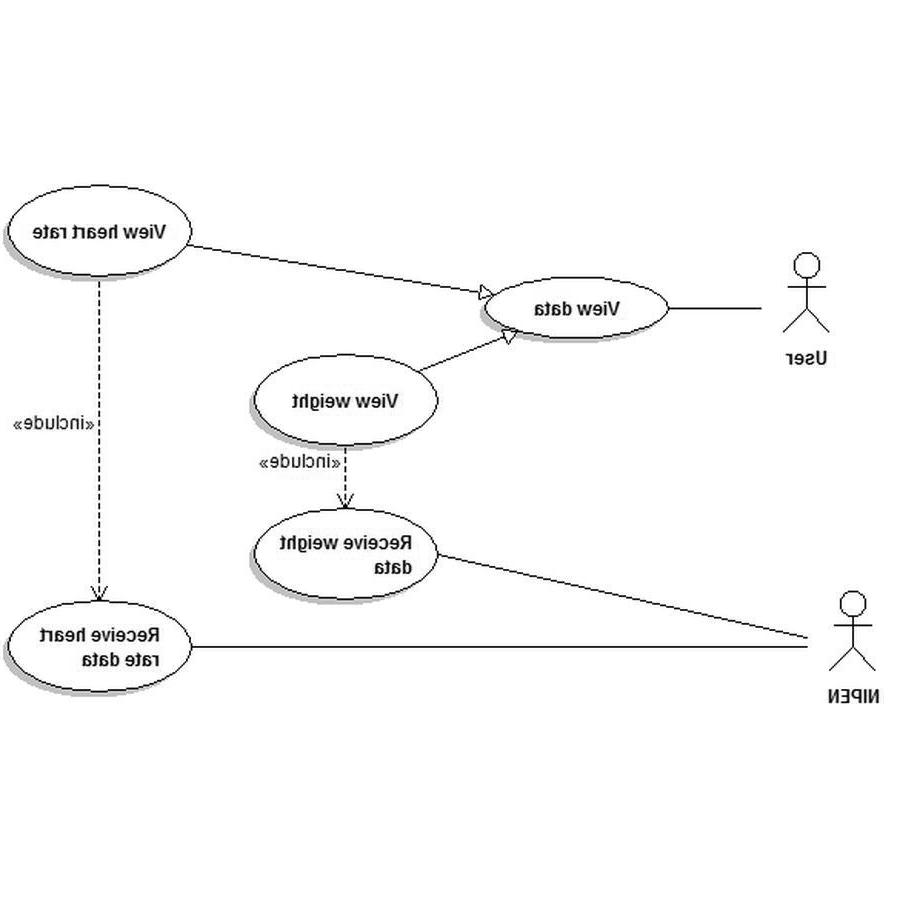 View heart rate
View data
User
View weight
«include»
«include»
Receive weight
data
Receive heart
rate data
NIPEN